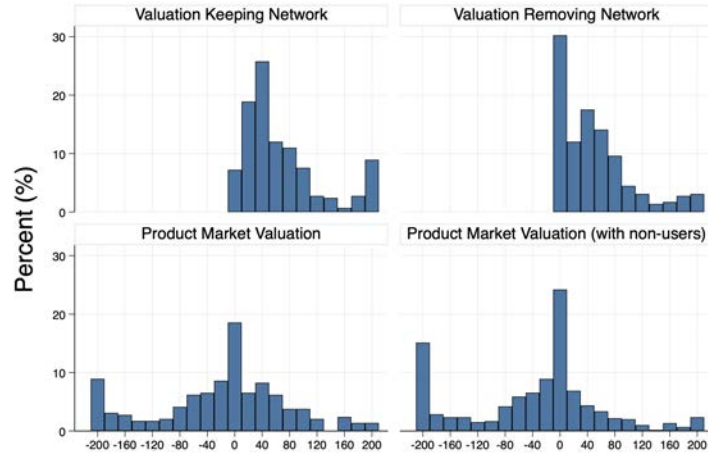 Valuation Keeping Network
Valuation Removing Network
30
20
10
0
Percent (%)
Product Market Valuation
Product Market Valuation (with non-users)
30
20
10
0
-200 -160 -120 -80 -40 0 40 80 120 160 200
-200 -160 -120 -80 -40 0 40 80 120 160 200